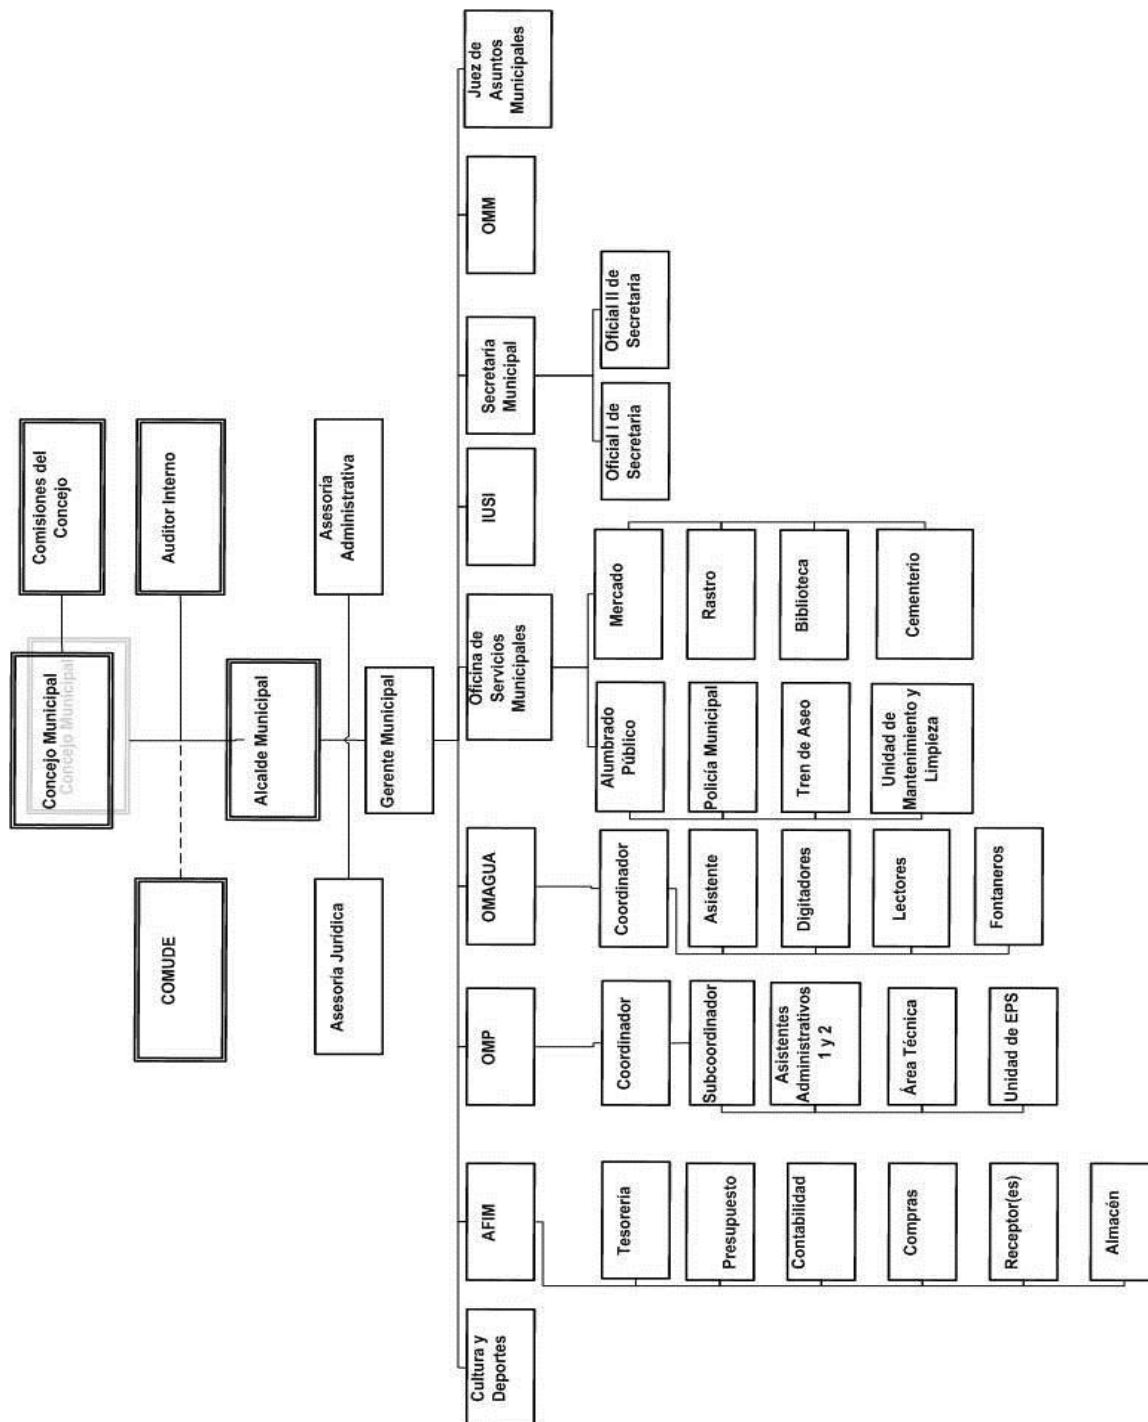 Concejo Municipal
Concejo Municipal
Comisiones del
Concejo
COMUDE
Auditor Interno
Alcalde Municipal
Asesoría Jurídica
Asesoría
Administrativa
Gerente Municipal
Cultura y
Deportes
AFIM
OMP
OMAGUA
Oficina de
Servicios
Municipales
IUSI
Secretaría
Municipal
OMM
Juez de
Asuntos
Municipales
Tesorería
Presupuesto
Contabilidad
Compras
Receptor(es)
Almacén
Coordinador
Subcoordinador
Asistentes
Administrativos
1 y 2
Área Técnica
Unidad de EPS
Coordinador
Asistente
Digitadores
Lectores
Fontaneros
Alumbrado
Público
Policía Municipal
Tren de Aseo
Unidad de
Mantenimiento y
Limpieza
Mercado
Rastro
Biblioteca
Cementerio
Oficial I de
Secretaria
Oficial II de
Secretaria